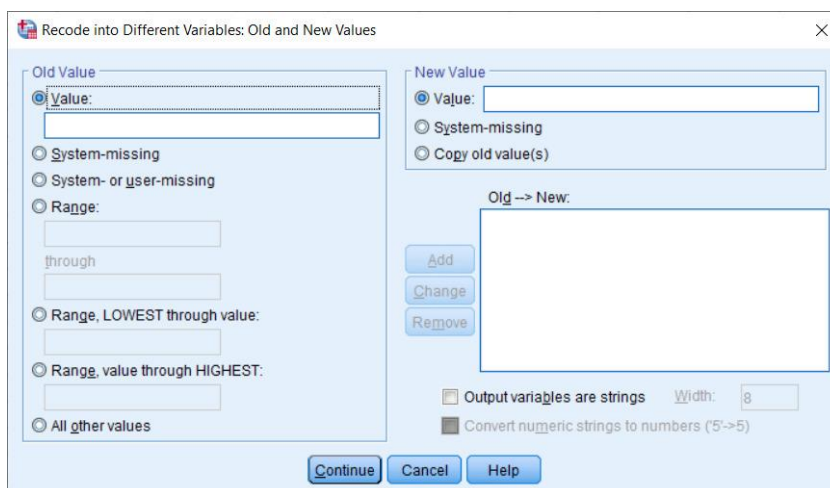 Recode into Different Variables: Old and New Values
Old Value
Value:
System-missing
System- or user-missing
Range:
through
Range, LOWEST through value:
Range, value through HIGHEST:
All other values
New Value
Value:
System-missing
Copy old value(s)
Old --> New:
Add
Change
Remove
Output variables are strings Width: 8
Convert numeric strings to numbers ('5'->5)
Continue Cancel Help